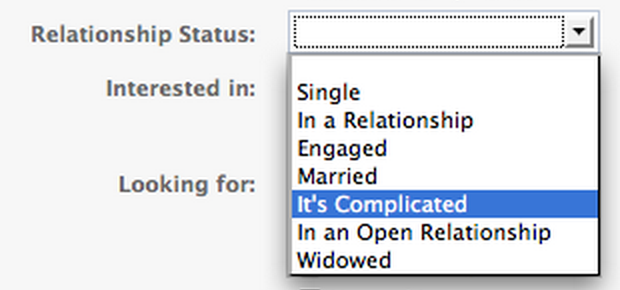 Relationship Status:
Interested in:
Single
In a Relationship
Engaged
Married
Looking for:
It's Complicated
In an Open Relationship
Widowed